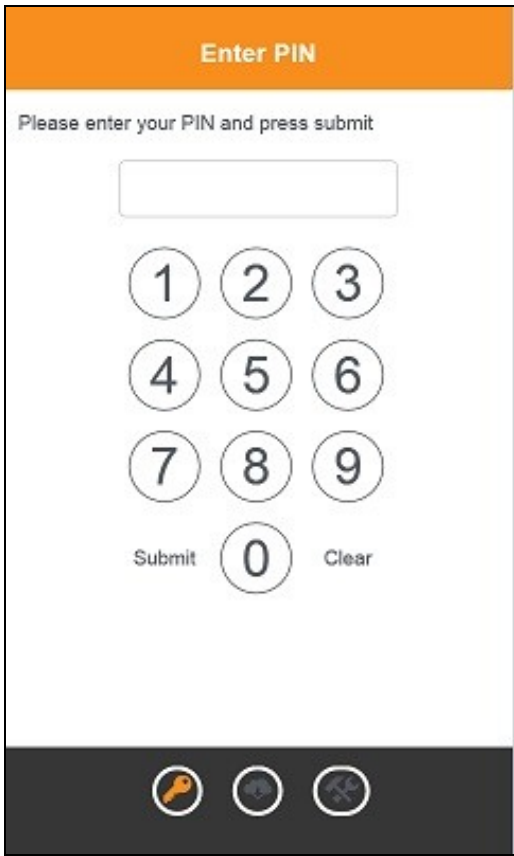 Enter PIN
Please enter your PIN and press submit
1 2 3
4 5 6
7 8 9
Submit 0 Clear